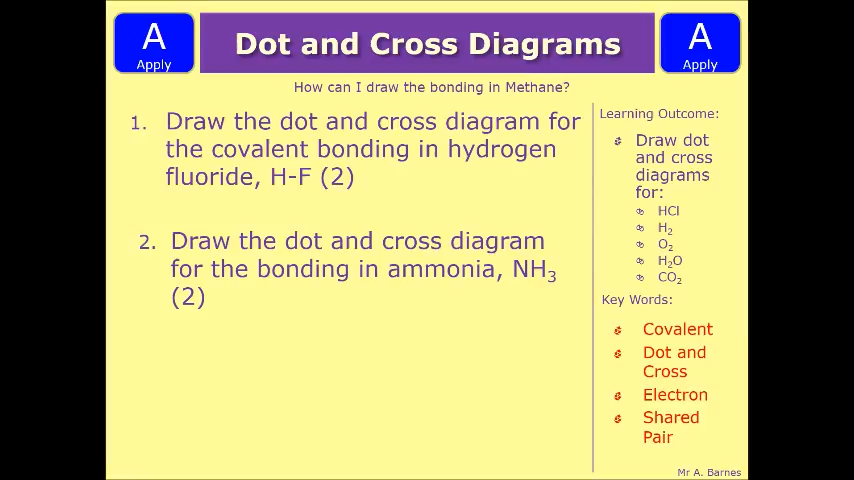 A
Apply
Dot and Cross Diagrams
A
Apply
How can I draw the bonding in Methane?
1. Draw the dot and cross diagram for
the covalent bonding in hydrogen
fluoride, H-F (2)
2. Draw the dot and cross diagram
for the bonding in ammonia, NH₃
(2)
Learning Outcome:
Draw dot
and cross
diagrams
for:
HCl
H₂
O₂
H₂O
CO₂
Key Words:
Covalent
Dot and
Cross
Electron
Shared
Pair
Mr A. Barnes